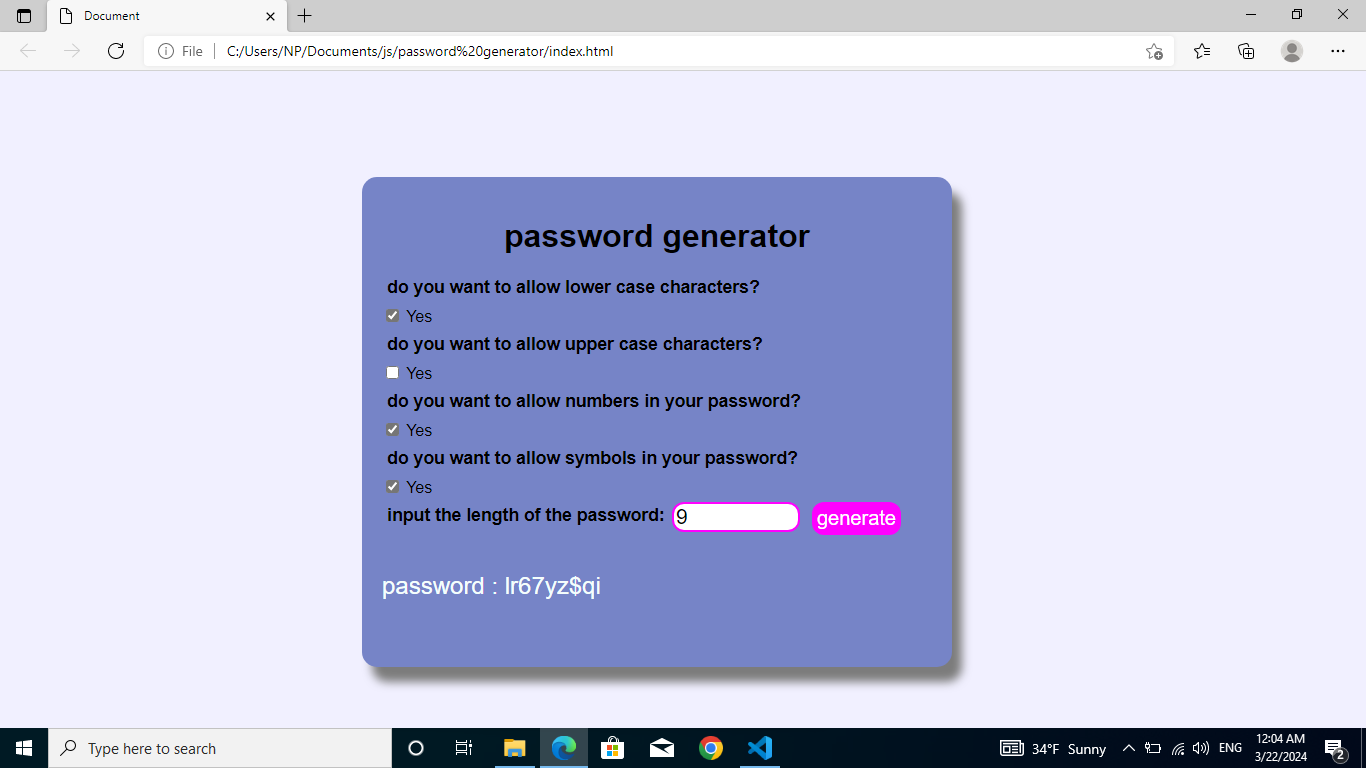 Document
File
C:/Users/NP/Documents/js/password%20generator/index.html
password generator
do you want to allow lower case characters?
Yes
do you want to allow upper case characters?
Yes
do you want to allow numbers in your password?
Yes
do you want to allow symbols in your password?
Yes
input the length of the password: 9 generate
password : lr67yz$qi
Type here to search
34°F Sunny
ENG
12:04 AM
3/22/2024
2